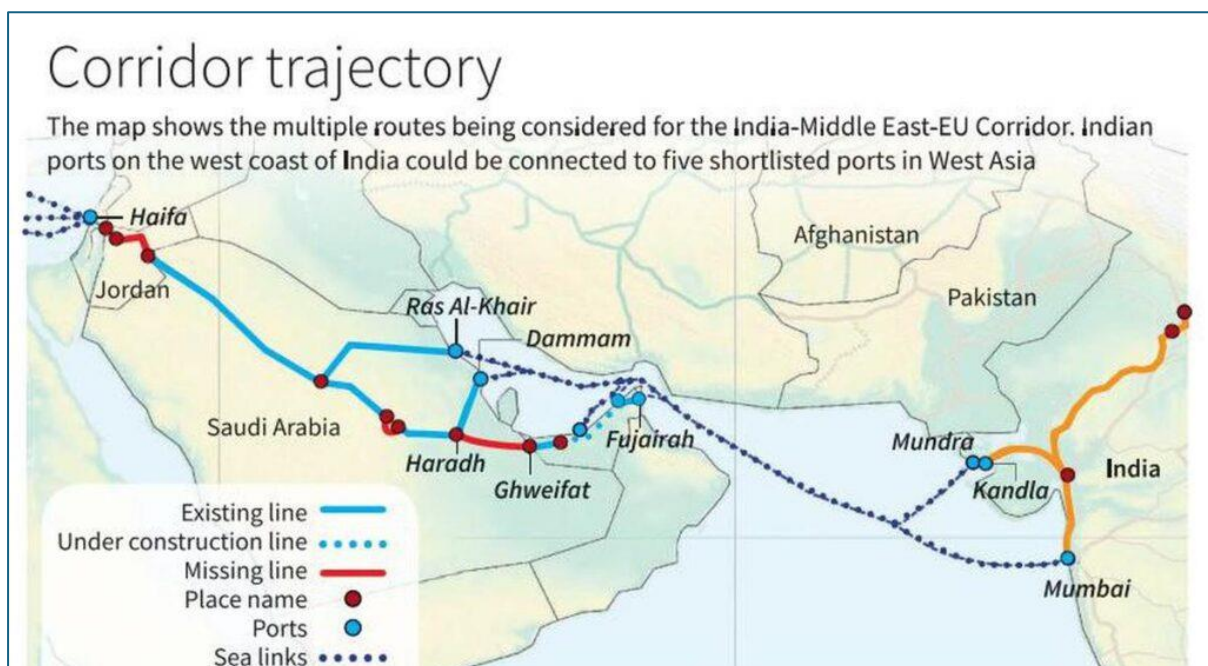 Corridor trajectory
The map shows the multiple routes being considered for the India-Middle East-EU Corridor. Indian
ports on the west coast of India could be connected to five shortlisted ports in West Asia
Haifa
Jordan
Afghanistan
Pakistan
Ras Al-Khair
Dammam
Saudi Arabia
Haradh
Ghweifat
Fujairah
Mundra
Kandla
India
Mumbai
Existing line
Under construction line
Missing line
Place name
Ports
Sea links